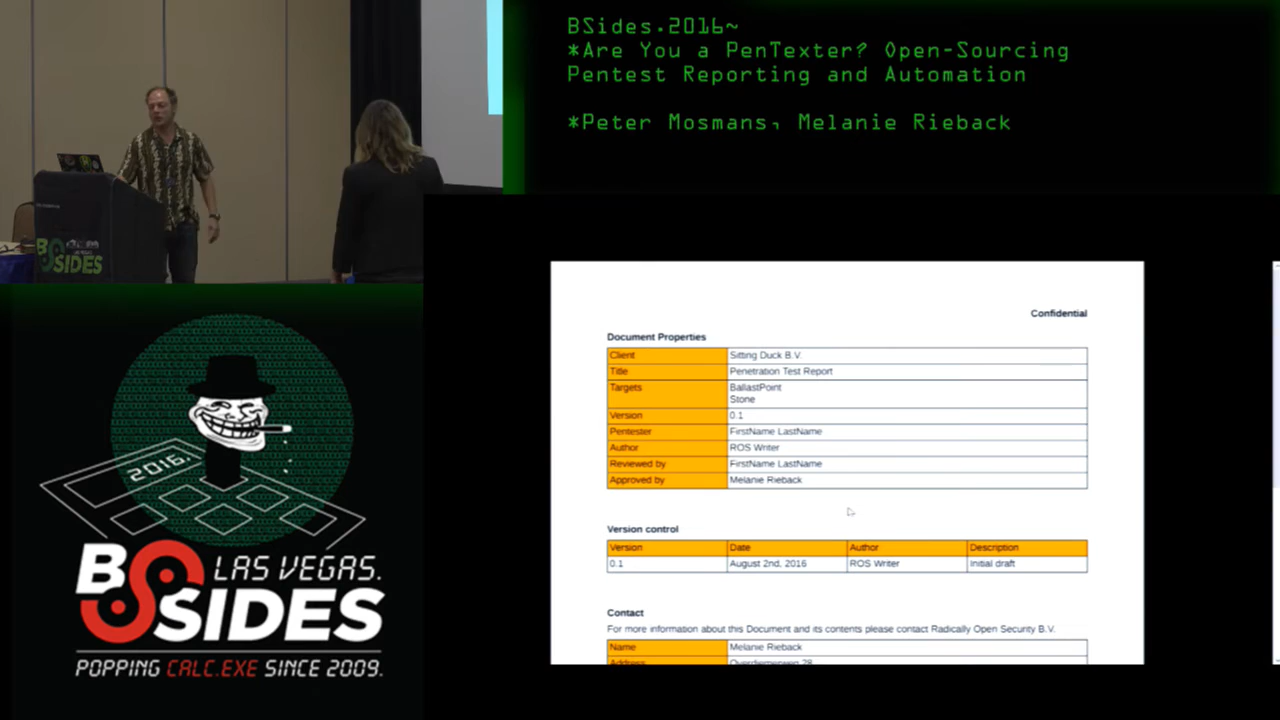 BSides.2016~
*Are You a PenTexter? Open-Sourcing
Pentest Reporting and Automation
*Peter Mosmans, Melanie Rieback
BSIDES
Confidential
Document Properties
Client Sitting Duck B.V.
Title Penetration Test Report
Targets BallastPoint
Stone
Version 0.1
Pentester FirstName LastName
Author ROS Writer
Reviewed by FirstName LastName
Approved by Melanie Rieback
Version control
Version Date Author Description
0.1 August 2nd, 2016 ROS Writer Initial draft
Contact
For more information about this Document and its contents please contact Radically Open Security B.V.
Name Melanie Rieback
Address Overdiemerweg 28
2016.
BSIDES LAS VEGAS.
POPPING CALC.EXE SINCE 2009.